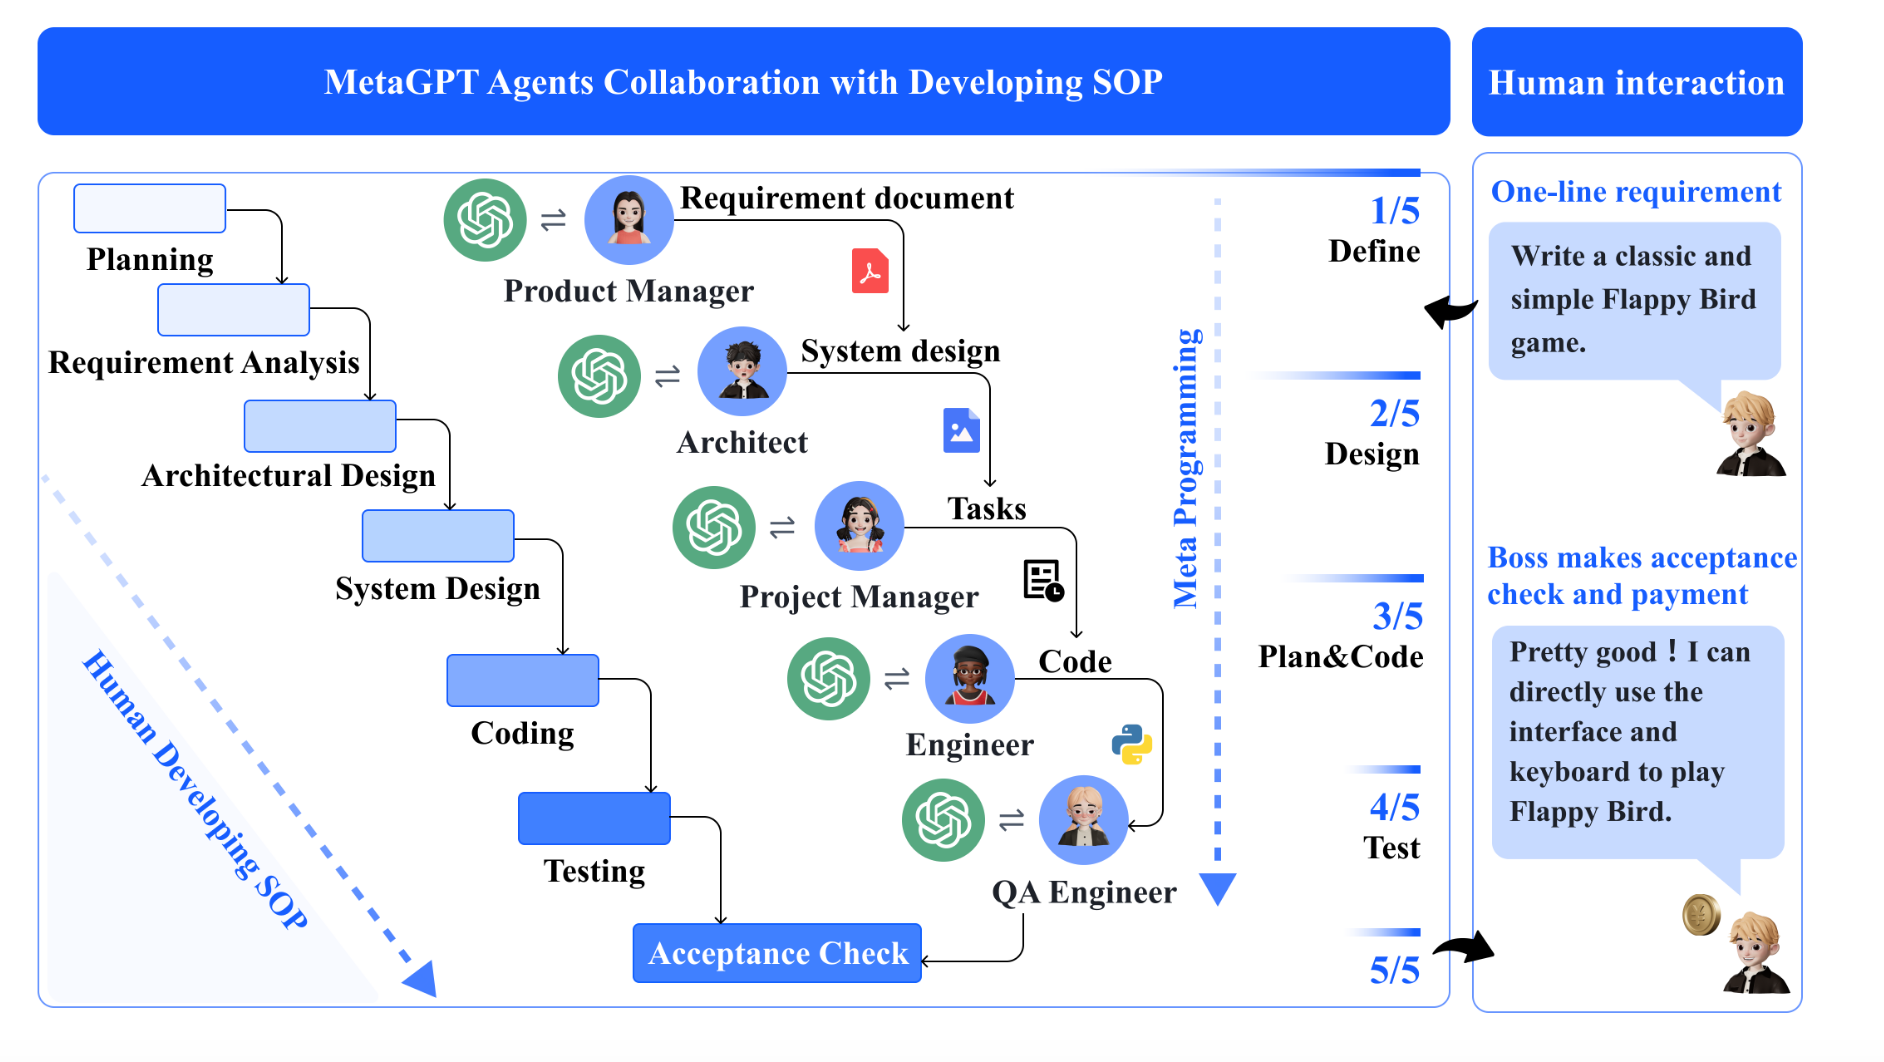 MetaGPT Agents Collaboration with Developing SOP
Human interaction
Planning
Requirement Analysis
Architectural Design
System Design
Coding
Testing
Acceptance Check
Human Developing SOP
Requirement document
Product Manager
System design
Architect
Tasks
Project Manager
Code
Engineer
QA Engineer
Meta Programming
1/5
Define
2/5
Design
3/5
Plan&Code
4/5
Test
5/5
One-line requirement
Write a classic and
simple Flappy Bird
game.
Boss makes acceptance
check and payment
Pretty good！I can
directly use the
interface and
keyboard to play
Flappy Bird.
¥